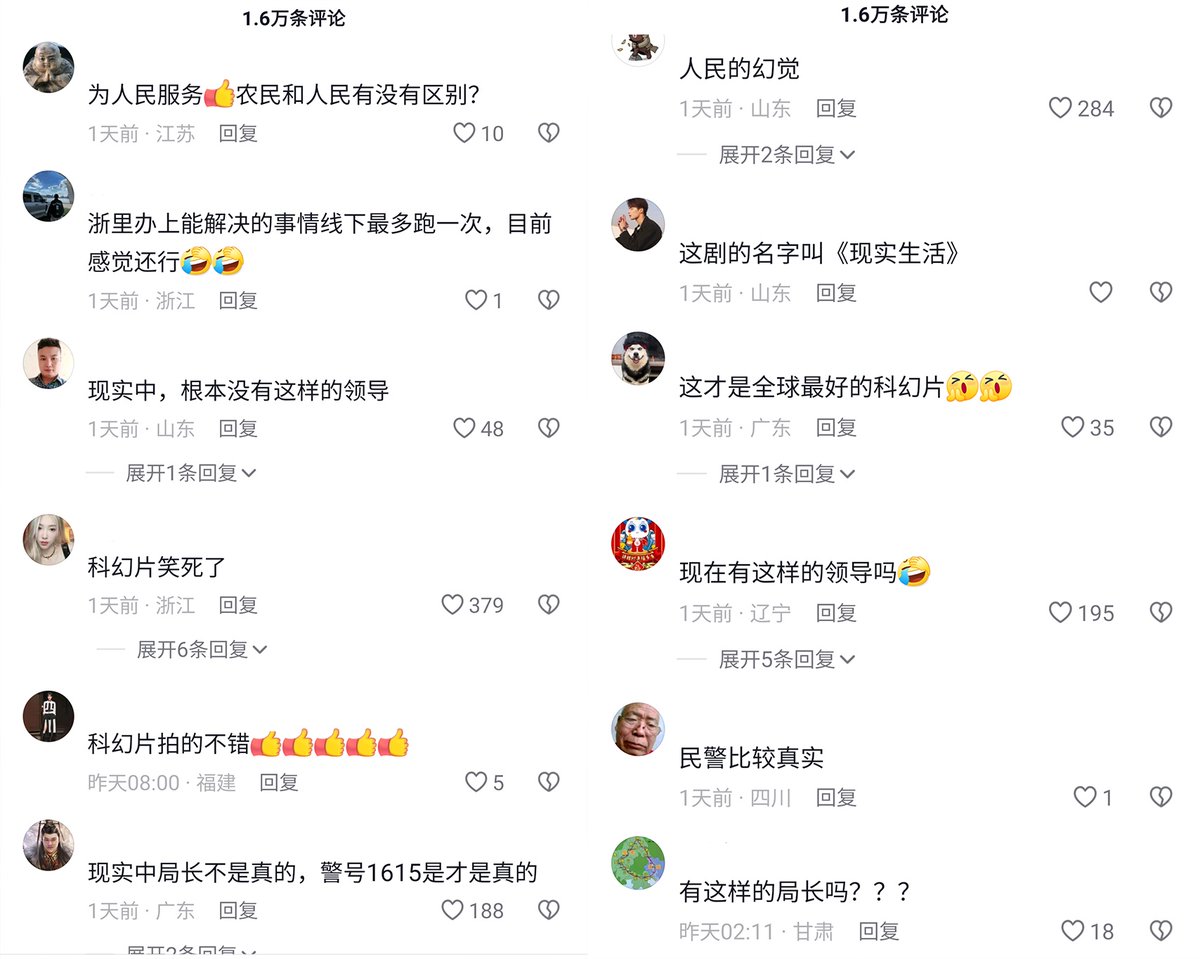 1.6万条评论
为人民服务👍农民和人民有没有区别？
1天前 · 江苏 回复 10
浙里办上能解决的事情线下最多跑一次，目前
感觉还行🤣🤣
1天前 · 浙江 回复 1
现实中，根本没有这样的领导
1天前 · 山东 回复 48
展开1条回复
科幻片笑死了
1天前 · 浙江 回复 379
展开6条回复
科幻片拍的不错👍👍👍👍👍
昨天08:00 · 福建 回复 5
现实中局长不是真的，警号1615是才是真的
1天前 · 广东 回复 188
展开2条回复
1.6万条评论
人民的幻觉
1天前 · 山东 回复 284
展开2条回复
这剧的名字叫《现实生活》
1天前 · 山东 回复
这才是全球最好的科幻片
1天前 · 广东 回复 35
展开1条回复
现在有这样的领导吗🤣
1天前 · 辽宁 回复 195
展开5条回复
民警比较真实
1天前 · 四川 回复 1
有这样的局长吗？？？
昨天02:11 · 甘肃 回复 18